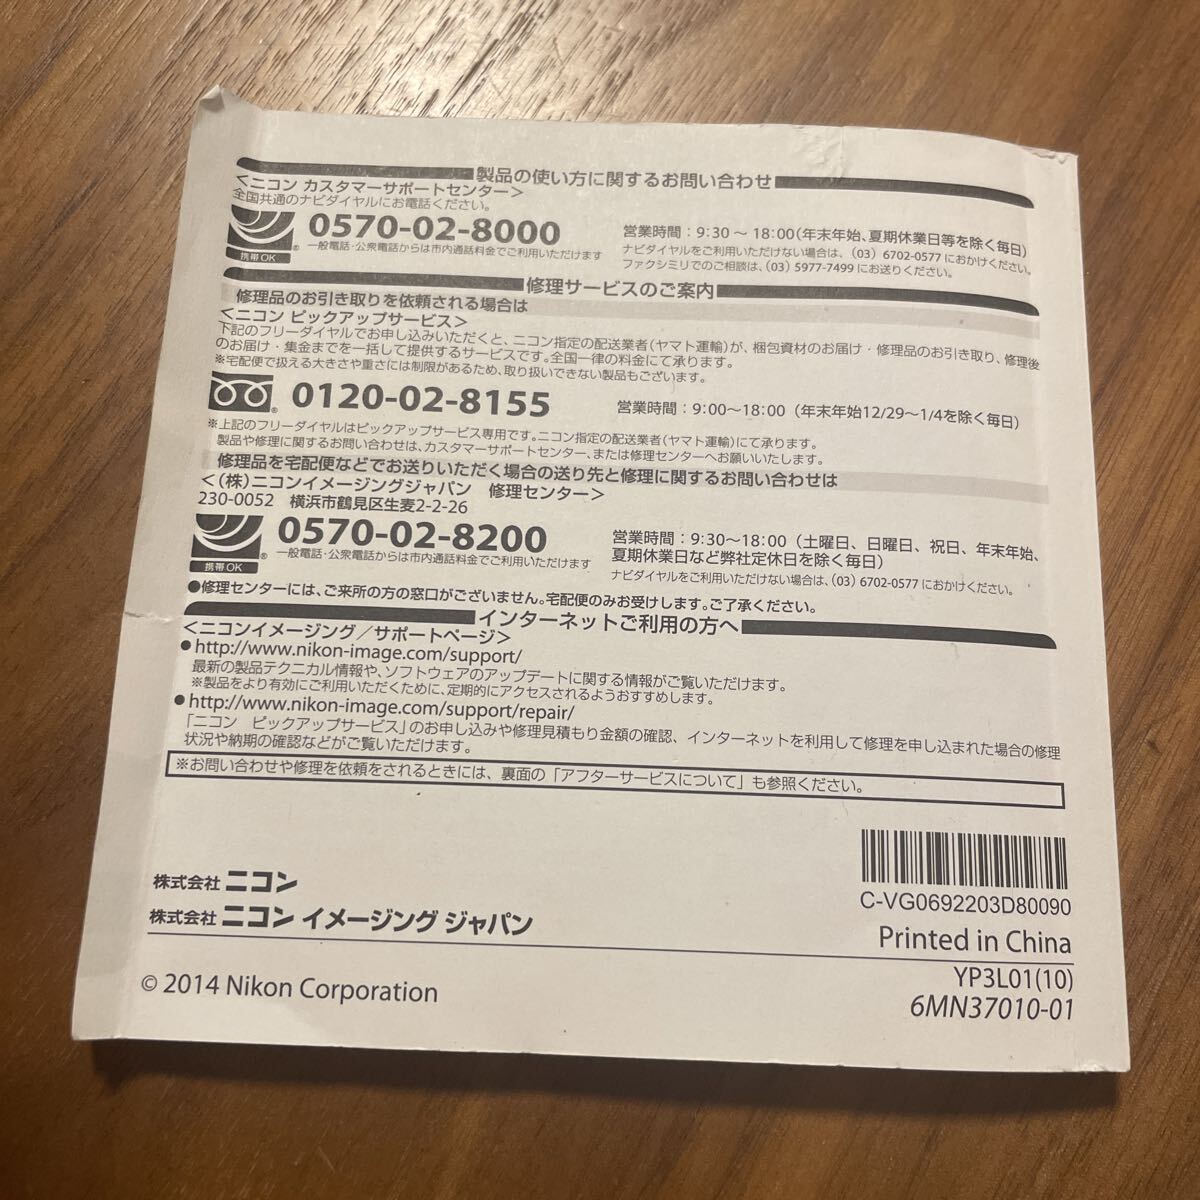 製品の使い方に関するお問い合わせ
＜ニコン カスタマーサポートセンター＞
全国共通のナビダイヤルにお電話ください。
0570-02-8000
営業時間：9:30 ～ 18:00（年末年始、夏期休業日等を除く毎日）
一般電話・公衆電話からは市内通話料金でご利用いただけます
ナビダイヤルをご利用いただけない場合は、（03）6702-0577 におかけください。
携帯OK
ファクシミリでのご相談は、（03）5977-7499 にお送りください。
修理サービスのご案内
修理品のお引き取りを依頼される場合は
＜ニコン ピックアップサービス＞
下記のフリーダイヤルでお申し込みいただくと、ニコン指定の配送業者（ヤマト運輸）が、梱包資材のお届け・修理品のお引き取り、修理後
のお届け・集金までを一括して提供するサービスです。全国一律の料金にて承ります。
※宅配便で扱える大きさや重さには制限があるため、取り扱いできない製品もございます。
0120-02-8155
営業時間：9:00～18:00（年末年始12/29～1/4を除く毎日）
※上記のフリーダイヤルはピックアップサービス専用です。ニコン指定の配送業者（ヤマト運輸）にて承ります。
製品や修理に関するお問い合わせは、カスタマーサポートセンター、または修理センターへお願いいたします。
修理品を宅配便などでお送りいただく場合の送り先と修理に関するお問い合わせは
＜（株）ニコンイメージングジャパン　修理センター＞
230-0052　横浜市鶴見区生麦2-2-26
0570-02-8200
営業時間：9:30～18:00（土曜日、日曜日、祝日、年末年始、
夏期休業日など弊社定休日を除く毎日）
一般電話・公衆電話からは市内通話料金でご利用いただけます
携帯OK
ナビダイヤルをご利用いただけない場合は、（03）6702-0577 におかけください。
●修理センターには、ご来所の方の窓口がございません。宅配便のみお受けします。ご了承ください。
インターネットご利用の方へ
＜ニコンイメージング／サポートページ＞
●http://www.nikon-image.com/support/
最新の製品テクニカル情報や、ソフトウェアのアップデートに関する情報がご覧いただけます。
※製品をより有効にご利用いただくために、定期的にアクセスされるようおすすめします。
●http://www.nikon-image.com/support/repair/
「ニコン　ピックアップサービス」のお申し込みや修理見積もり金額の確認、インターネットを利用して修理を申し込まれた場合の修理
状況や納期の確認などがご覧いただけます。
※お問い合わせや修理を依頼をされるときには、裏面の「アフターサービスについて」も参照ください。
C-VG0692203D80090
株式会社 ニコン
株式会社 ニコン イメージング ジャパン
Printed in China
YP3L01(10)
© 2014 Nikon Corporation
6MN37010-01